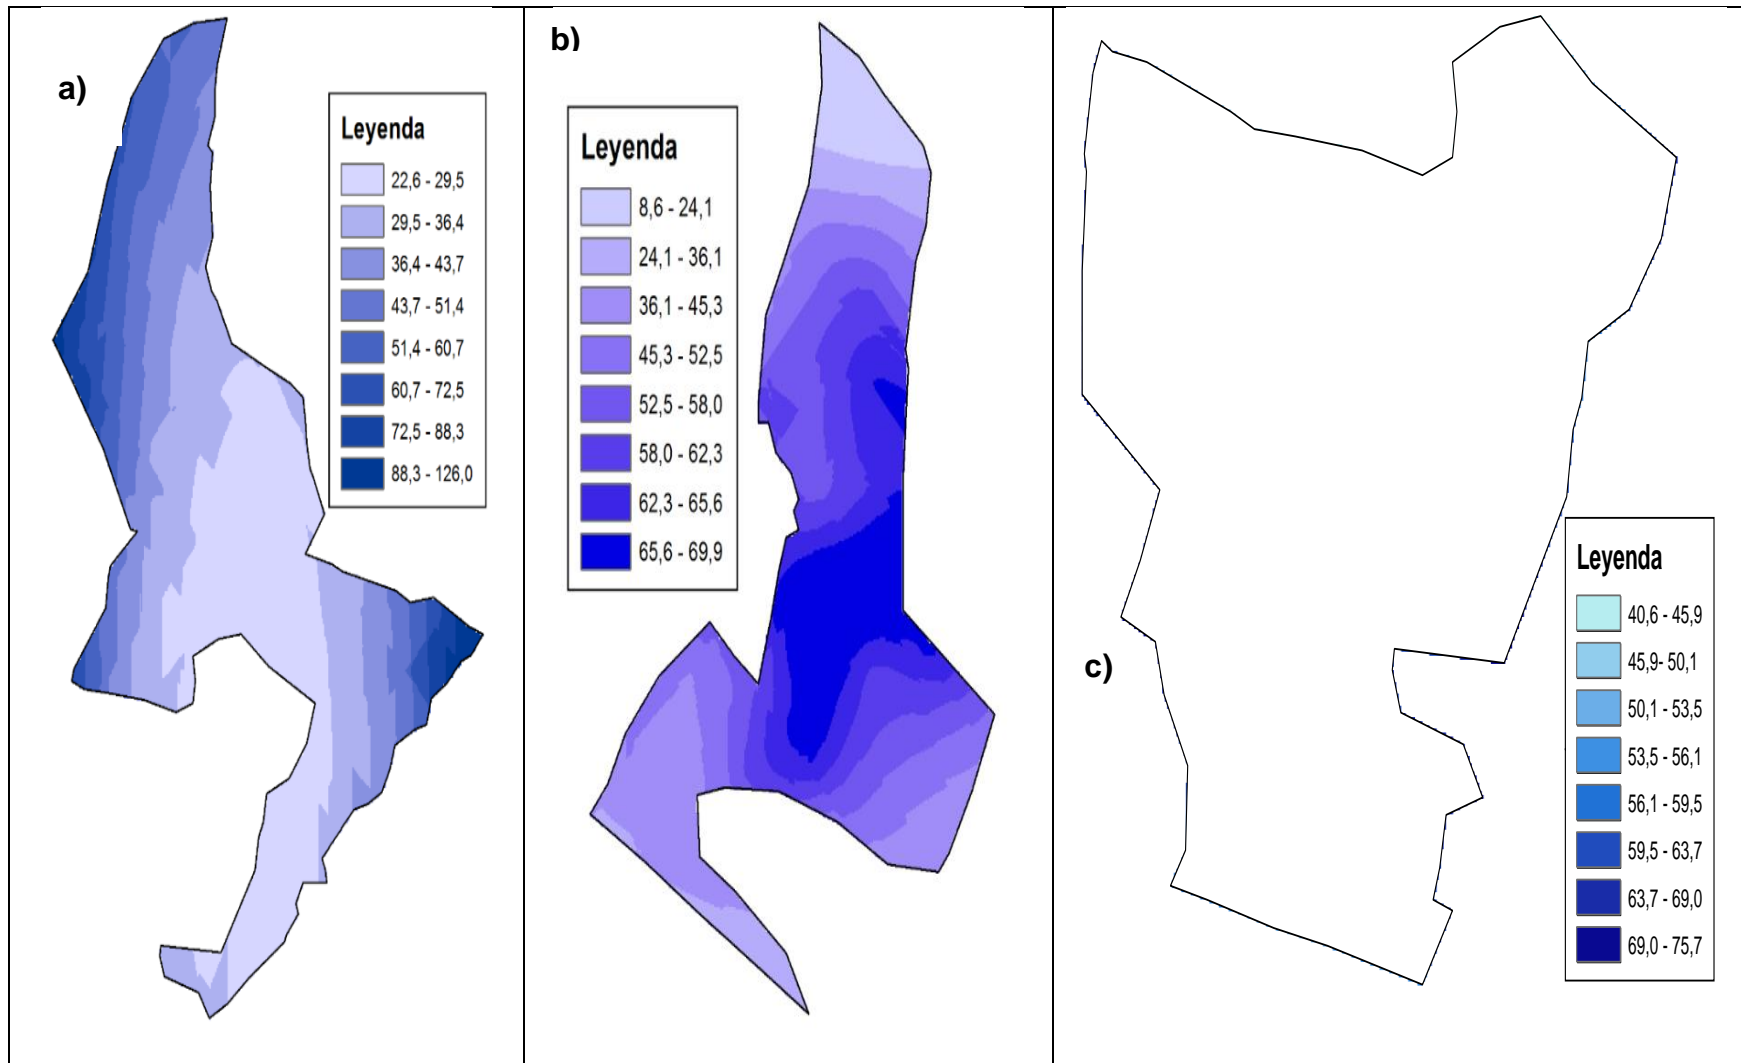 a)
Leyenda
22,6 - 29,5
29,5 - 36,4
36,4 - 43,7
43,7 - 51,4
51,4 - 60,7
60,7 - 72,5
72,5 - 88,3
88,3 - 126,0
b)
Leyenda
8,6 - 24,1
24,1 - 36,1
36,1 - 45,3
45,3 - 52,5
52,5 - 58,0
58,0 - 62,3
62,3 - 65,6
65,6 - 69,9
c)
Leyenda
40,6 - 45,9
45,9- 50,1
50,1 - 53,5
53,5 - 56,1
56,1 - 59,5
59,5 - 63,7
63,7 - 69,0
69,0 - 75,7